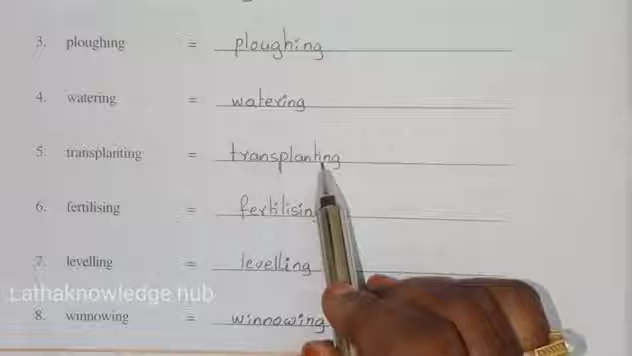 3. ploughing = ploughing
4. watering = watering
5. transplanting = transplanting
6. fertilising = fertilising
7. levelling = levelling
Lathaknowledge hub
8. winnowing = winnowing